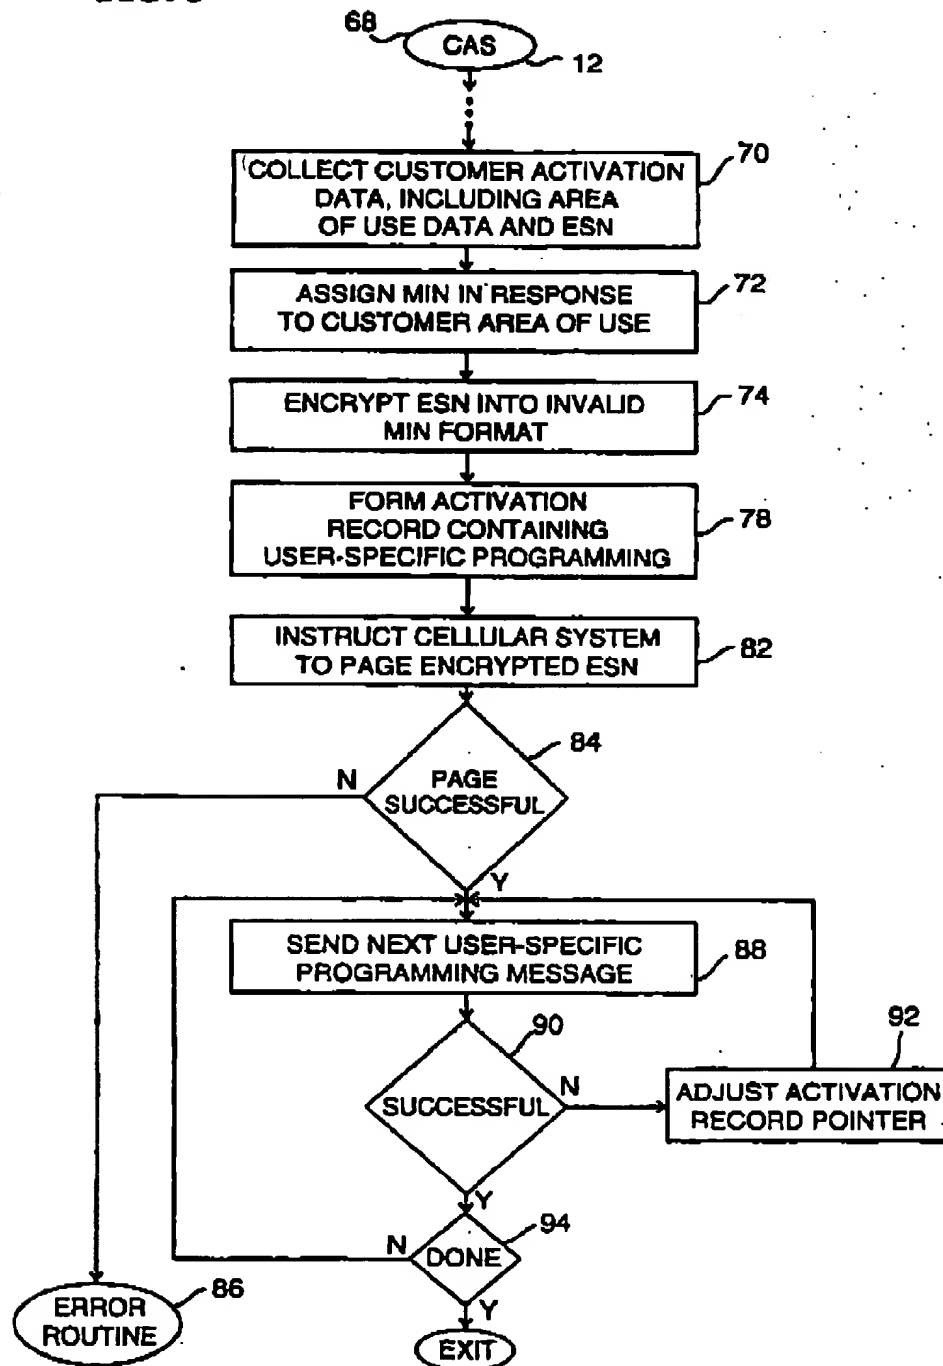 68
CAS
12
COLLECT CUSTOMER ACTIVATION
DATA, INCLUDING AREA
OF USE DATA AND ESN
70
ASSIGN MIN IN RESPONSE
TO CUSTOMER AREA OF USE
72
ENCRYPT ESN INTO INVALID
MIN FORMAT
74
FORM ACTIVATION
RECORD CONTAINING
USER-SPECIFIC PROGRAMMING
78
INSTRUCT CELLULAR SYSTEM
TO PAGE ENCRYPTED ESN
82
84
N
PAGE
SUCCESSFUL
Y
SEND NEXT USER-SPECIFIC
PROGRAMMING MESSAGE
88
90
92
SUCCESSFUL
N
ADJUST ACTIVATION
RECORD POINTER
Y
94
N
DONE
86
ERROR
ROUTINE
Y
EXIT